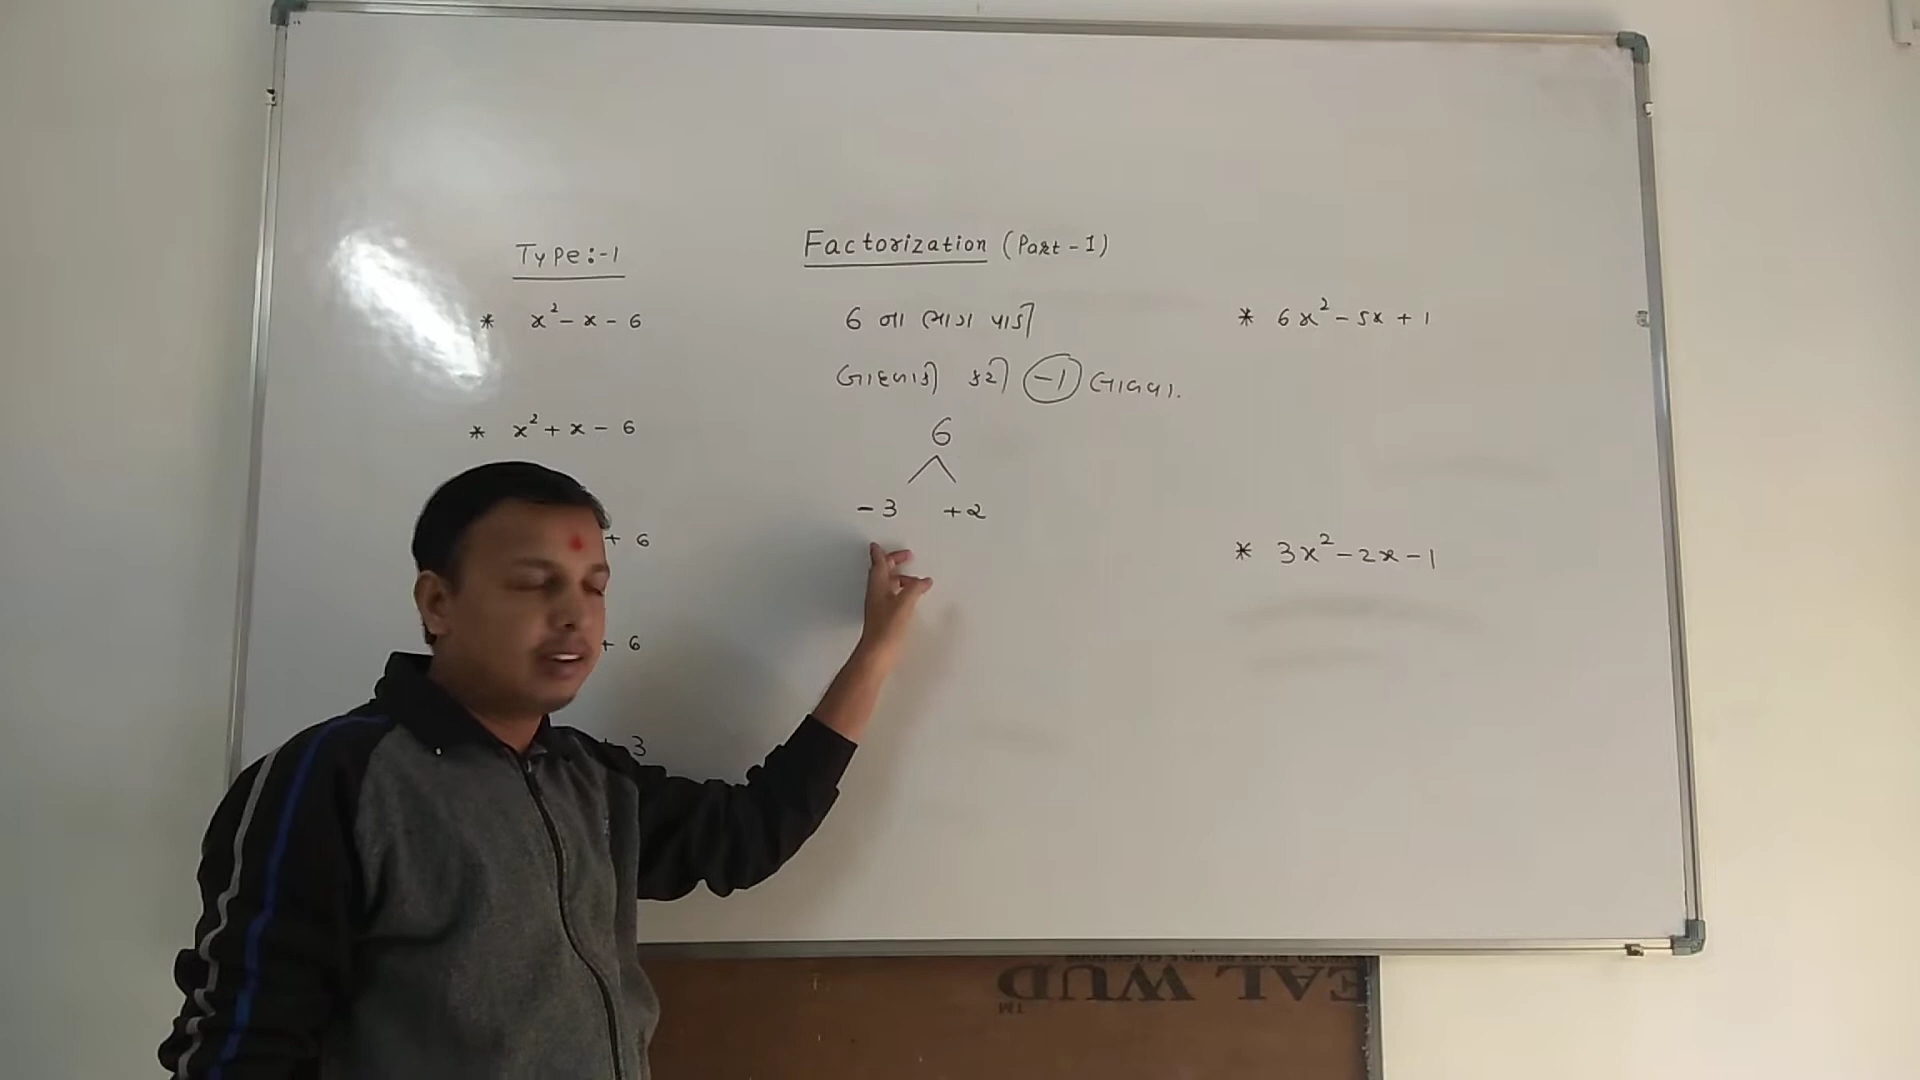 Factorization (Part-1)
Type:-1
* x² - x - 6
* x² + x - 6
+ 6
+ 6
+ 3
6 ના ભાગ પાડી
બાદબાકી કરી -1 લાવવા.
6
-3 +2
* 6x² - 5x + 1
* 3x² - 2x - 1
EAL WUD
TM